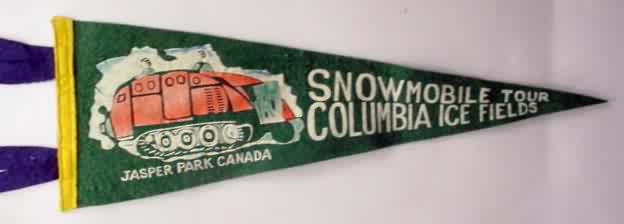 SNOWMOBILE TOUR
COLUMBIA ICE FIELDS
JASPER PARK CANADA